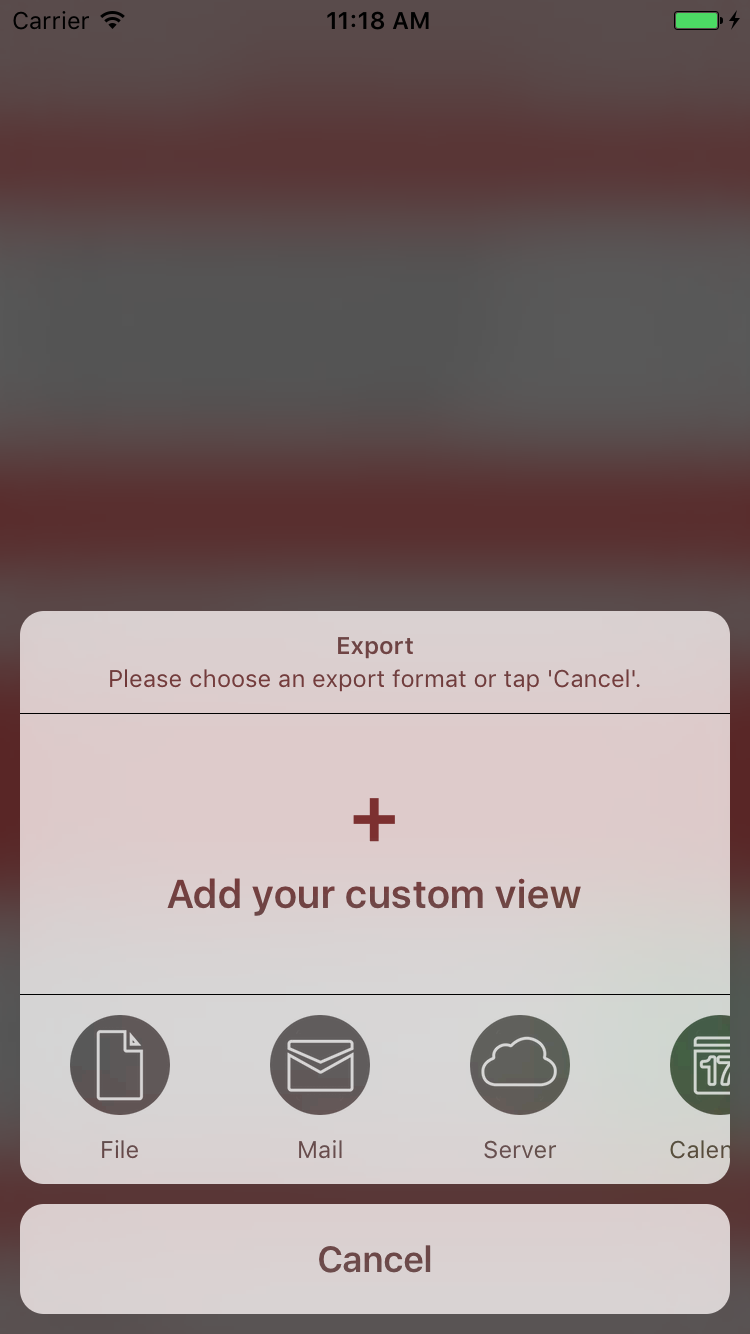 Carrier 11:18 AM
Export
Please choose an export format or tap 'Cancel'.
+
Add your custom view
17
File Mail Server Calen
Cancel